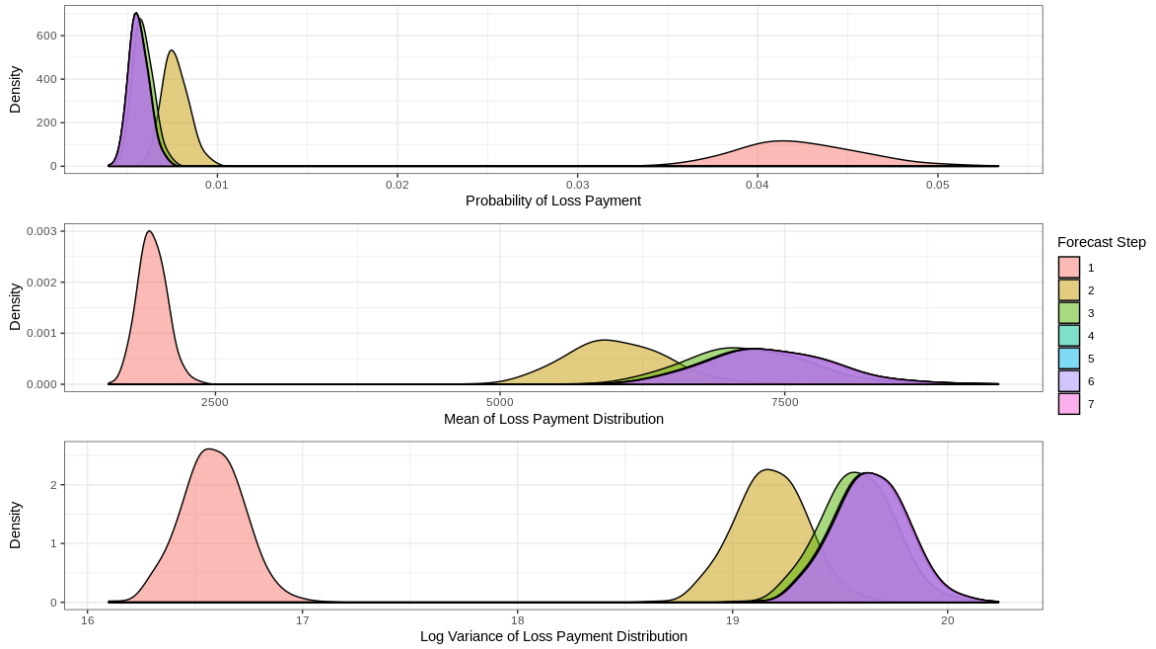 Density
600
400
200
0
0.01 0.02 0.03 0.04 0.05
Probability of Loss Payment
Density
0.003
0.002
0.001
0.000
2500 5000 7500
Mean of Loss Payment Distribution
Density
2
1
0
16 17 18 19 20
Log Variance of Loss Payment Distribution
Forecast Step
1
2
3
4
5
6
7